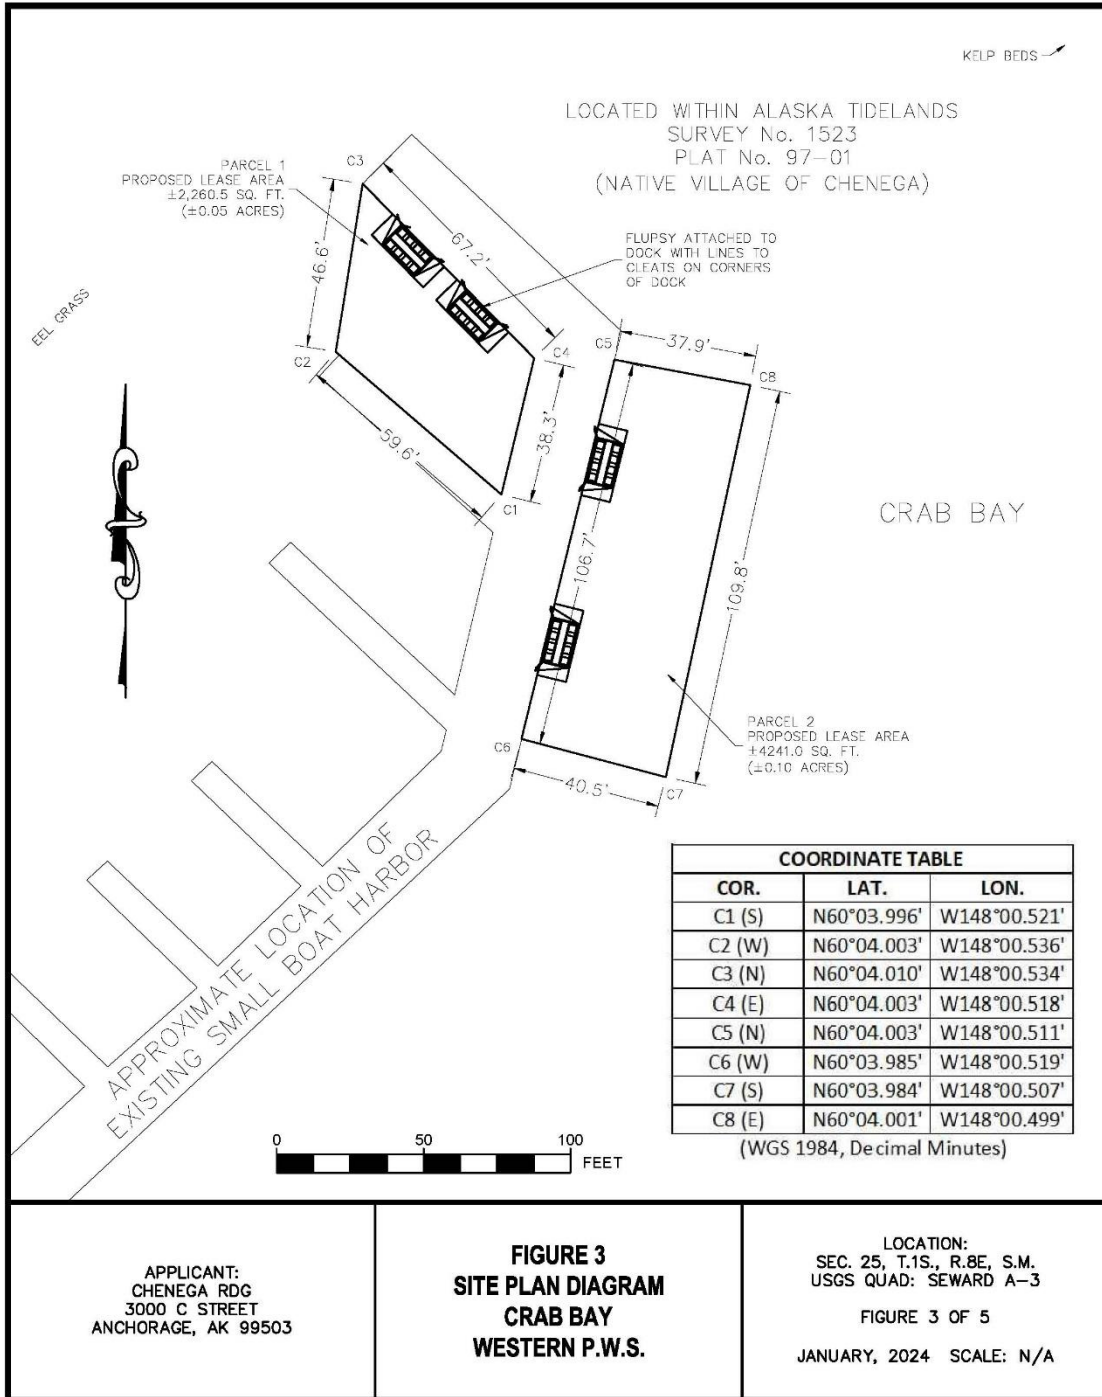 KELP BEDS
LOCATED WITHIN ALASKA TIDELANDS
SURVEY No. 1523
PLAT No. 97-01
(NATIVE VILLAGE OF CHENEGA)
PARCEL 1
PROPOSED LEASE AREA
±2,260.5 SQ. FT.
(±0.05 ACRES)
C3
67.2'
46.6'
FLUPSY ATTACHED TO
DOCK WITH LINES TO
CLEATS ON CORNERS
OF DOCK
EEL GRASS
C2
C4
C5
37.9'
C8
59.6'
38.3'
C1
CRAB BAY
106.7'
109.8'
PARCEL 2
PROPOSED LEASE AREA
±4241.0 SQ. FT.
(±0.10 ACRES)
C6
40.5'
C7
APPROXIMATE LOCATION OF
EXISTING SMALL BOAT HARBOR
COORDINATE TABLE
COR. LAT. LON.
C1 (S) N60°03.996' W148°00.521'
C2 (W) N60°04.003' W148°00.536'
C3 (N) N60°04.010' W148°00.534'
C4 (E) N60°04.003' W148°00.518'
C5 (N) N60°04.003' W148°00.511'
C6 (W) N60°03.985' W148°00.519'
C7 (S) N60°03.984' W148°00.507'
C8 (E) N60°04.001' W148°00.499'
(WGS 1984, Decimal Minutes)
0 50 100
FEET
APPLICANT:
CHENEGA RDG
3000 C STREET
ANCHORAGE, AK 99503
FIGURE 3
SITE PLAN DIAGRAM
CRAB BAY
WESTERN P.W.S.
LOCATION:
SEC. 25, T.1S., R.8E, S.M.
USGS QUAD: SEWARD A-3
FIGURE 3 OF 5
JANUARY, 2024 SCALE: N/A